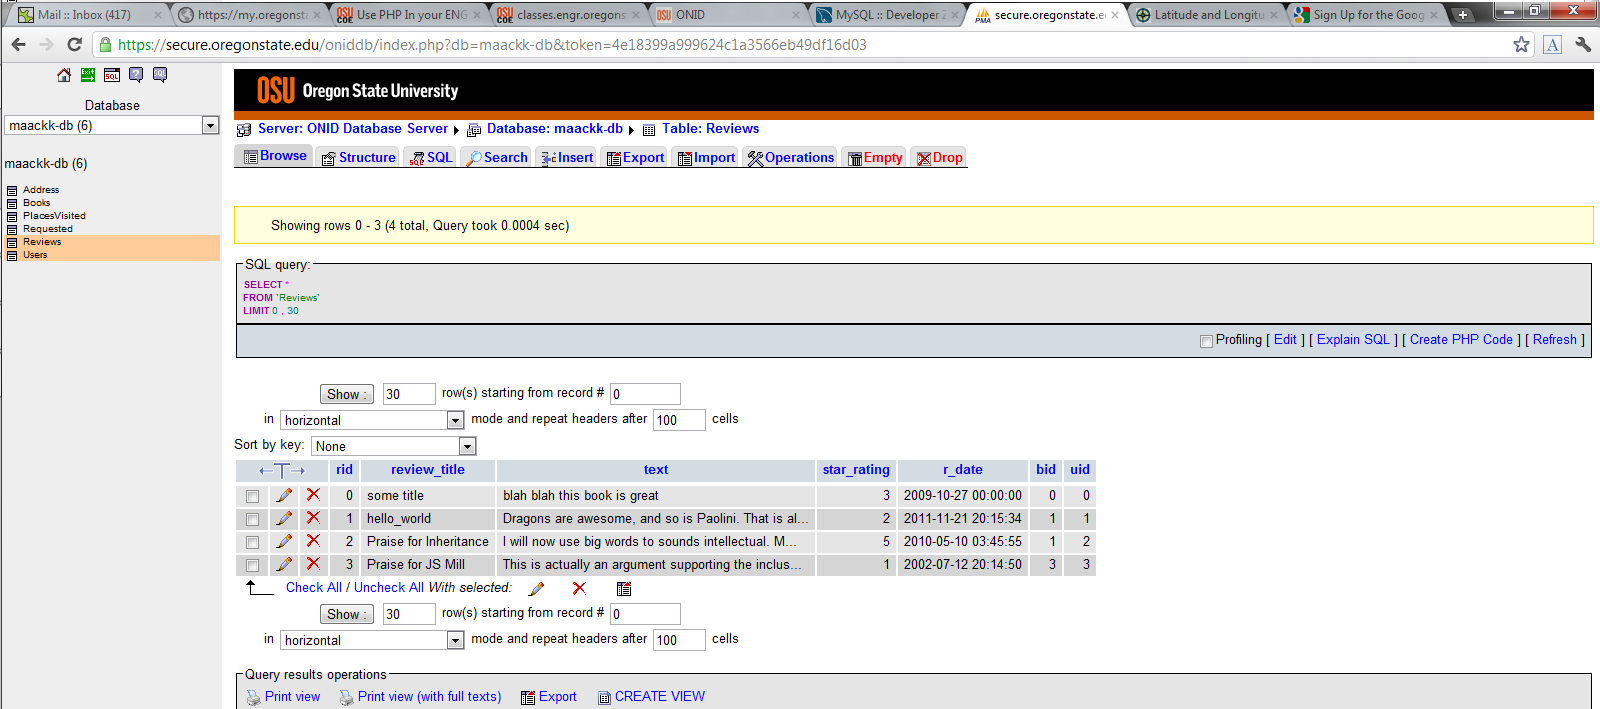 Mail :: Inbox (417)
https://my.oregonst
OSU COE Use PHP In your ENG
OSU COE classes.engr.oregons
OSU ONID
MySQL :: Developer Z
PMA secure.oregonstate.e
Latitude and Longitu
Sign Up for the Goog
https://secure.oregonstate.edu/oniddb/index.php?db=maackk-db&token=4e18399a999624c1a3566eb49df16d03
Exit SQL ? SQL
Database
maackk-db (6)
maackk-db (6)
Address
Books
PlacesVisited
Requested
Reviews
Users
OSU Oregon State University
Server: ONID Database Server Database: maackk-db Table: Reviews
Browse Structure SQL Search Insert Export Import Operations Empty Drop
Showing rows 0 - 3 (4 total, Query took 0.0004 sec)
SQL query:
SELECT *
FROM `Reviews`
LIMIT 0 , 30
Profiling [ Edit ] [ Explain SQL ] [ Create PHP Code ] [ Refresh ]
Show : 30 row(s) starting from record # 0
in horizontal mode and repeat headers after 100 cells
Sort by key: None
←T→ rid review_title text star_rating r_date bid uid
0 some title blah blah this book is great 3 2009-10-27 00:00:00 0 0
1 hello_world Dragons are awesome, and so is Paolini. That is al... 2 2011-11-21 20:15:34 1 1
2 Praise for Inheritance I will now use big words to sounds intellectual. M... 5 2010-05-10 03:45:55 1 2
3 Praise for JS Mill This is actually an argument supporting the inclus... 1 2002-07-12 20:14:50 3 3
Check All / Uncheck All With selected:
Show : 30 row(s) starting from record # 0
in horizontal mode and repeat headers after 100 cells
Query results operations
Print view Print view (with full texts) Export CREATE VIEW